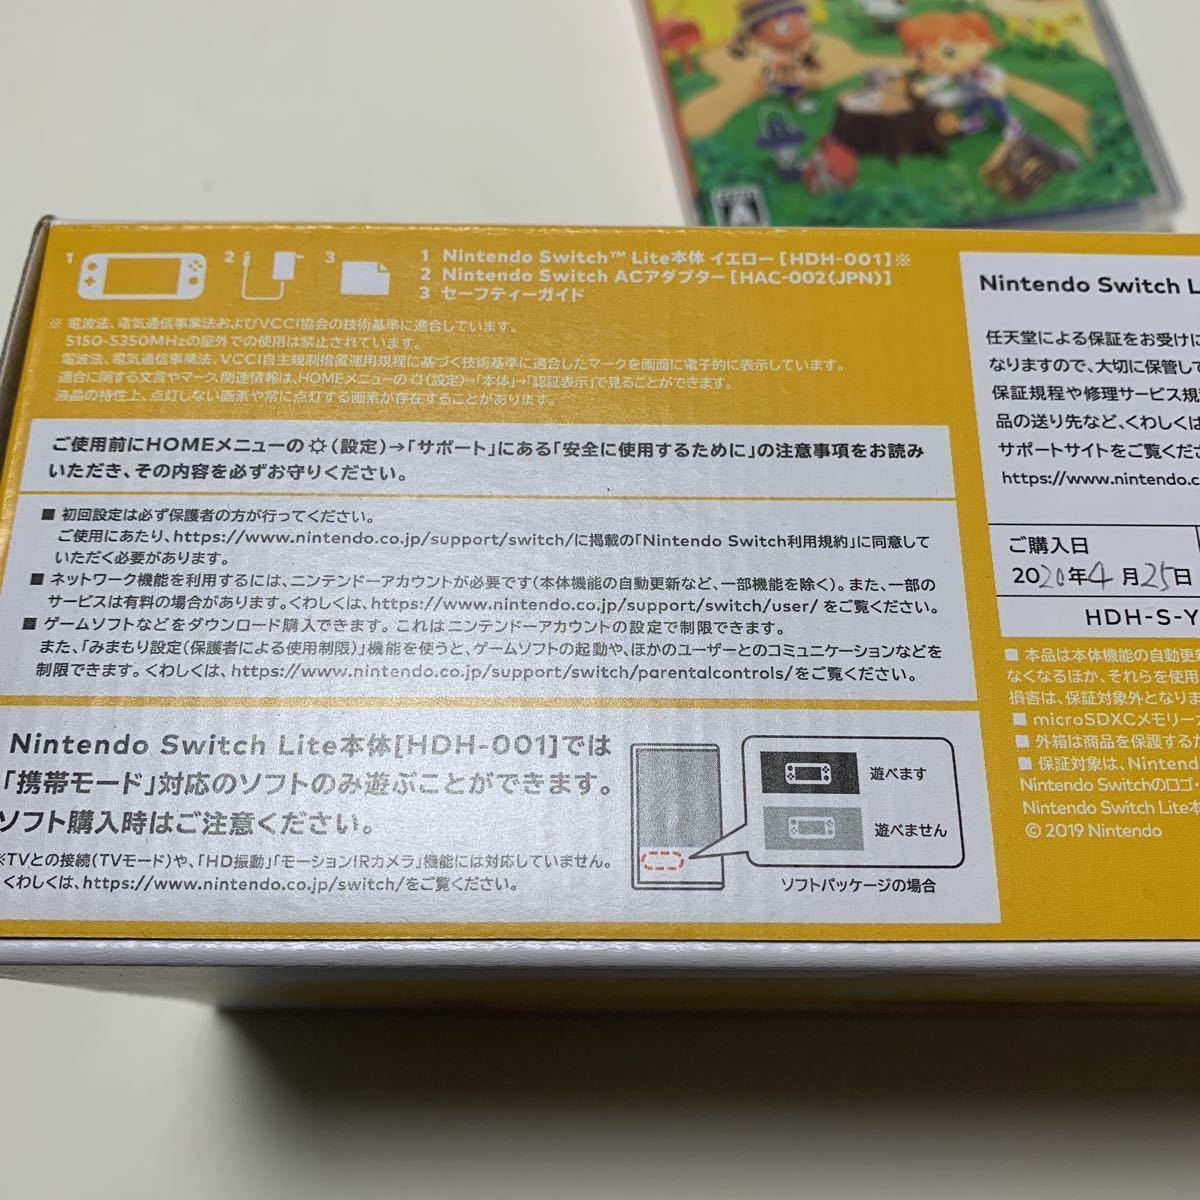 1
2
3
1 Nintendo Switch™ Lite本体 イエロー [HDH-001]※
2 Nintendo Switch ACアダプター[HAC-002(JPN)]
3 セーフティーガイド
※ 電波法、電気通信事業法およびVCCI協会の技術基準に適合しています。
5150-5350MHzの屋外での使用は禁止されています。
電波法、電気通信事業法、VCCI自主規制措置運用規程に基づく技術基準に適合したマークを画面に電子的に表示しています。
適合に関する文言やマーク関連情報は、HOMEメニューの(設定)→「本体」→「認証表示」で見ることができます。
液晶の特性上、点灯しない画素や常に点灯する画素が存在することがあります。
ご使用前にHOMEメニューの(設定)→「サポート」にある「安全に使用するために」の注意事項をお読み
いただき、その内容を必ずお守りください。
■ 初回設定は必ず保護者の方が行ってください。
ご使用にあたり、https://www.nintendo.co.jp/support/switch/に掲載の「Nintendo Switch利用規約」に同意して
いただく必要があります。
■ ネットワーク機能を利用するには、ニンテンドーアカウントが必要です(本体機能の自動更新など、一部機能を除く)。また、一部の
サービスは有料の場合があります。くわしくは、https://www.nintendo.co.jp/support/switch/user/ をご覧ください。
■ ゲームソフトなどをダウンロード購入できます。これはニンテンドーアカウントの設定で制限できます。
また、「みまもり設定(保護者による使用制限)」機能を使うと、ゲームソフトの起動や、ほかのユーザーとのコミュニケーションなどを
制限できます。くわしくは、https://www.nintendo.co.jp/support/switch/parentalcontrols/をご覧ください。
Nintendo Switch Lite本体[HDH-001]では
「携帯モード」対応のソフトのみ遊ぶことができます。
ソフト購入時はご注意ください。
※TVとの接続(TVモード)や、「HD振動」「モーションIRカメラ」機能には対応していません。
くわしくは、https://www.nintendo.co.jp/switch/をご覧ください。
遊べます
遊べません
ソフトパッケージの場合
Nintendo Switch L
任天堂による保証をお受けに
なりますので、大切に保管して
保証規程や修理サービス規
品の送り先など、くわしくは
サポートサイトをご覧くださ
https://www.nintendo.c
ご購入日
2020年4月25日
HDH-S-Y
■ 本品は本体機能の自動更新
なくなるほか、それらを使用
損害は、保証対象外となりま
■ microSDXCメモリー
■ 外箱は商品を保護するた
■ 保証対象は、Nintendo
Nintendo Switchのロゴ・
Nintendo Switch Lite本
© 2019 Nintendo
A